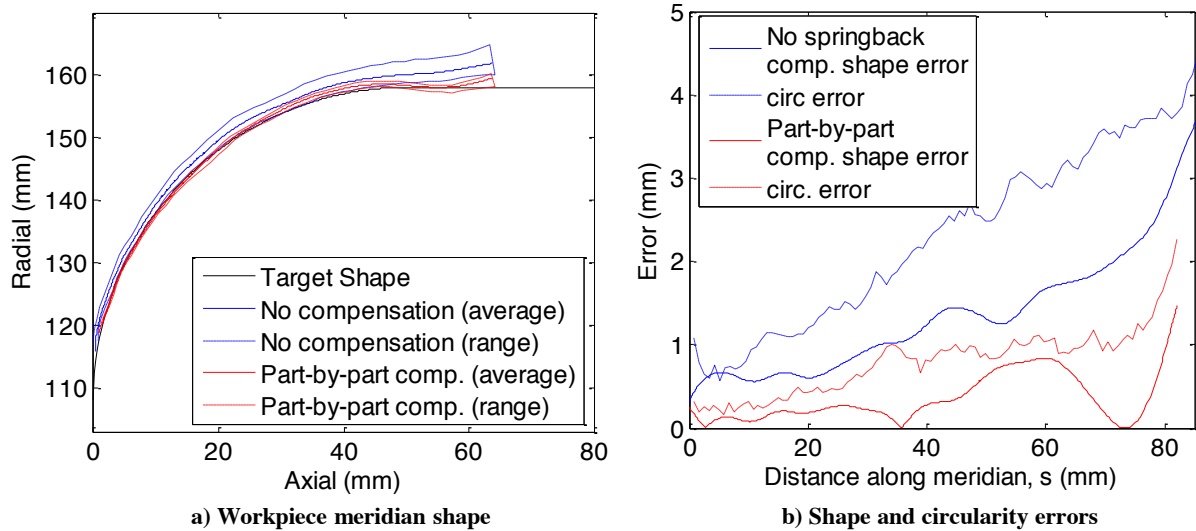 160
150
140
130
120
110
Radial (mm)
Target Shape
No compensation (average)
No compensation (range)
Part-by-part comp. (average)
Part-by-part comp. (range)
0
20
40
60
80
Axial (mm)
a) Workpiece meridian shape
5
4
3
2
1
0
Error (mm)
No springback
comp. shape error
circ error
Part-by-part
comp. shape error
circ. error
0
20
40
60
80
Distance along meridian, s (mm)
b) Shape and circularity errors